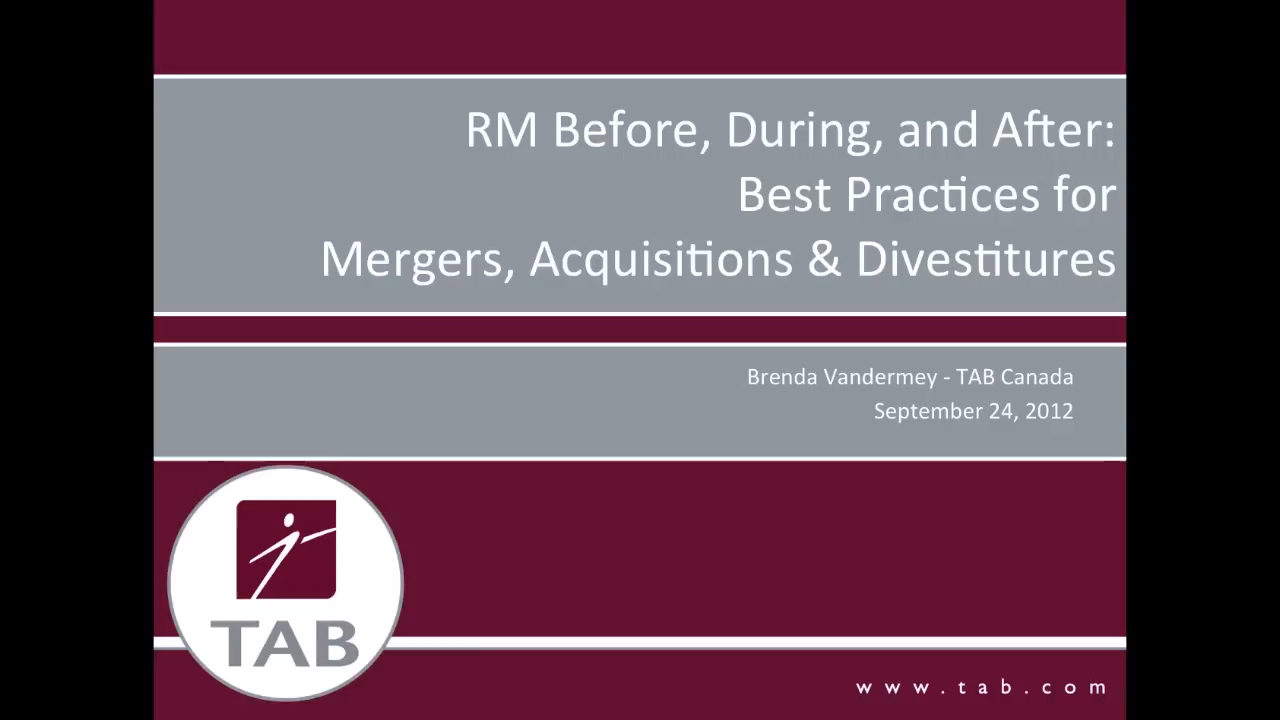 RM Before, During, and After:
Best Practices for
Mergers, Acquisitions & Divestitures
Brenda Vandermey - TAB Canada
September 24, 2012
TAB
www.tab.com